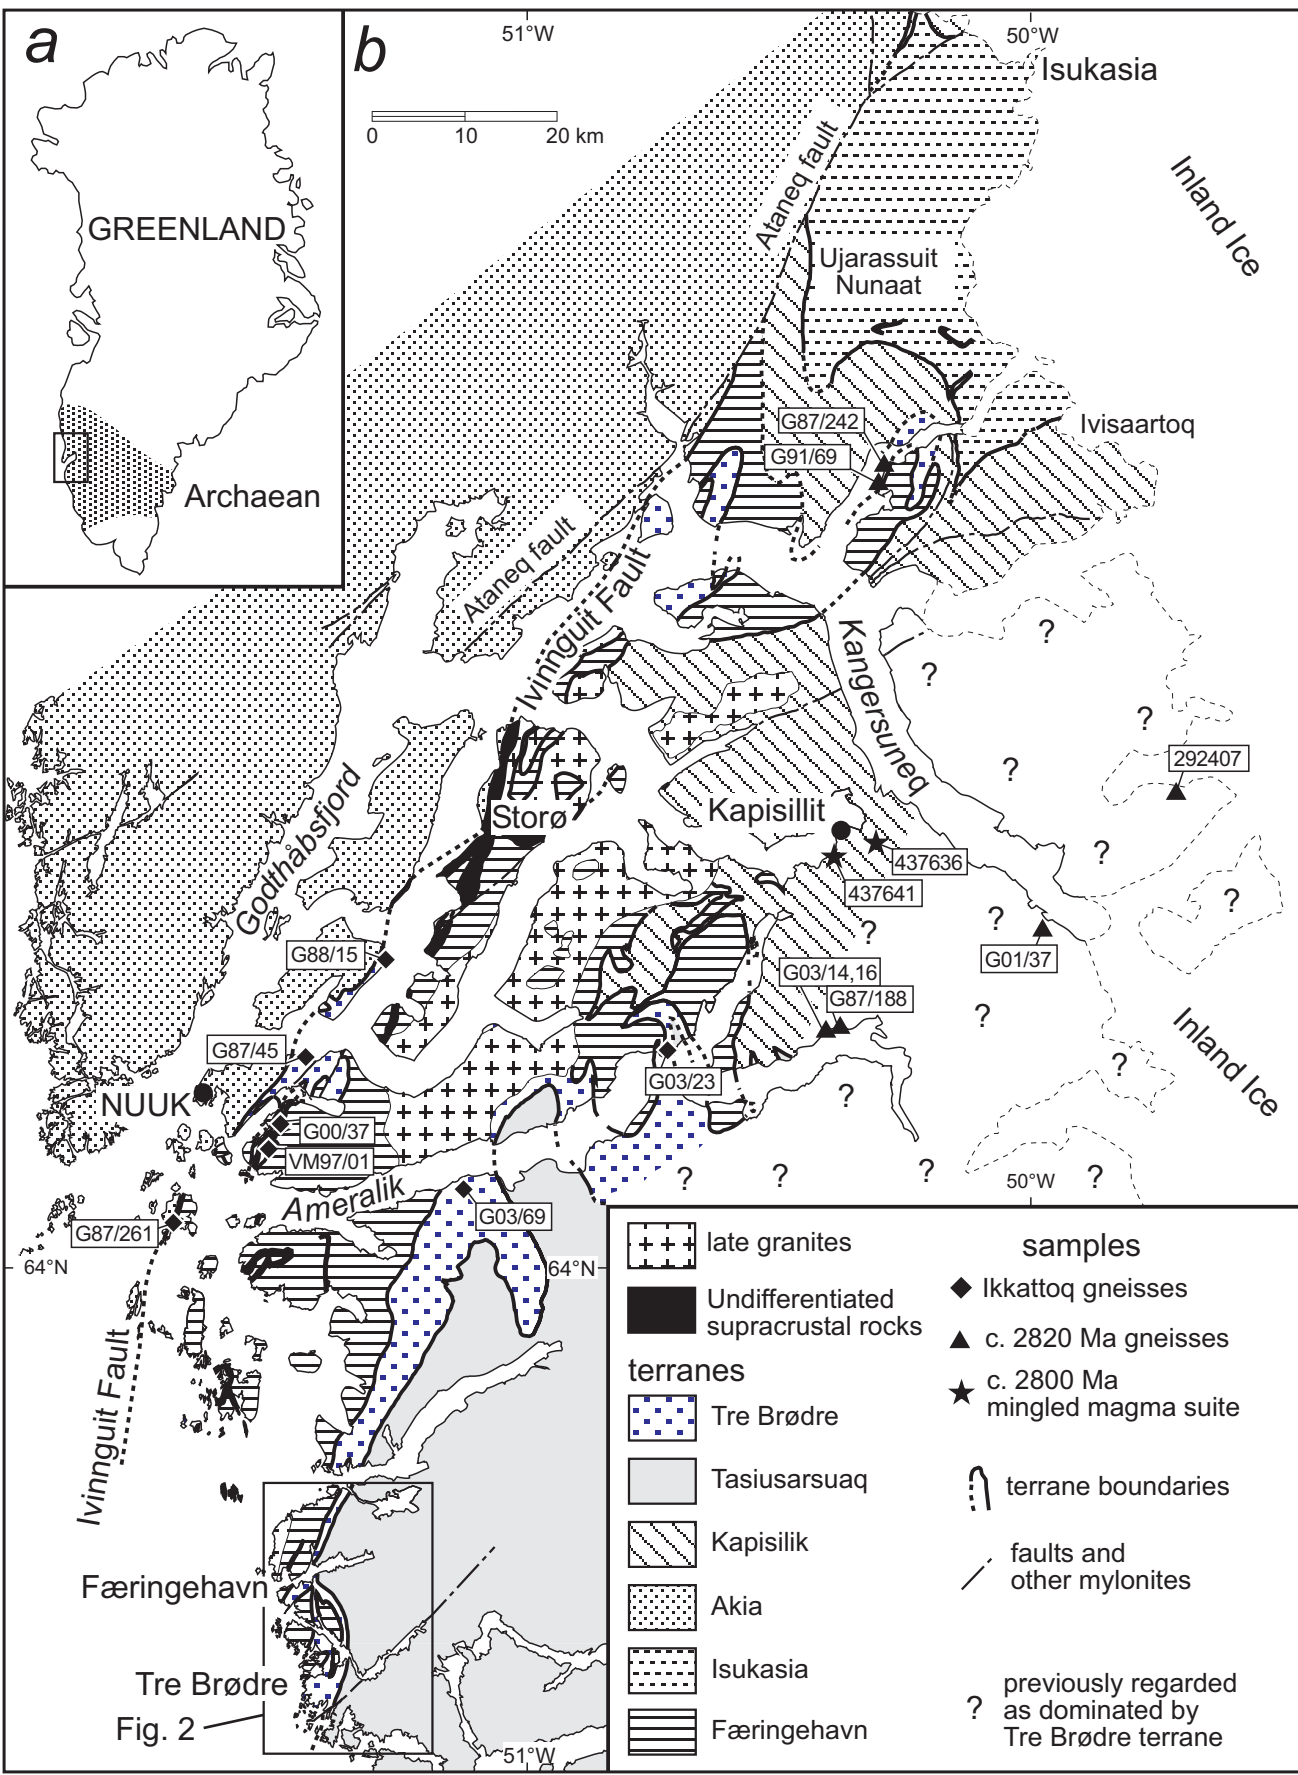 a
GREENLAND
Archaean
b
51°W
50°W
0 10 20 km
Isukasia
Inland Ice
Ataneq fault
Ujarassuit
Nunaat
Ivisaartoq
G87/242
G91/69
Ataneq fault
Ivinnguit Fault
Kangersuneq
?
?
?
?
292407
Godthåbsfjord
Storø
Kapisillit
437636
437641
?
?
?
?
G88/15
G01/37
G03/14,16
G87/188
?
Inland Ice
G87/45
NUUK
G03/23
?
?
G00/37
VM97/01
Ameralik
?
?
?
50°W
?
G87/261
G03/69
64°N
64°N
Ivinnguit Fault
Færingehavn
Tre Brødre
Fig. 2
51°W
late granites
Undifferentiated
supracrustal rocks
terranes
Tre Brødre
Tasiusarsuaq
Kapisilik
Akia
Isukasia
Færingehavn
samples
Ikkattoq gneisses
c. 2820 Ma gneisses
c. 2800 Ma
mingled magma suite
terrane boundaries
faults and
other mylonites
?
previously regarded
as dominated by
Tre Brødre terrane